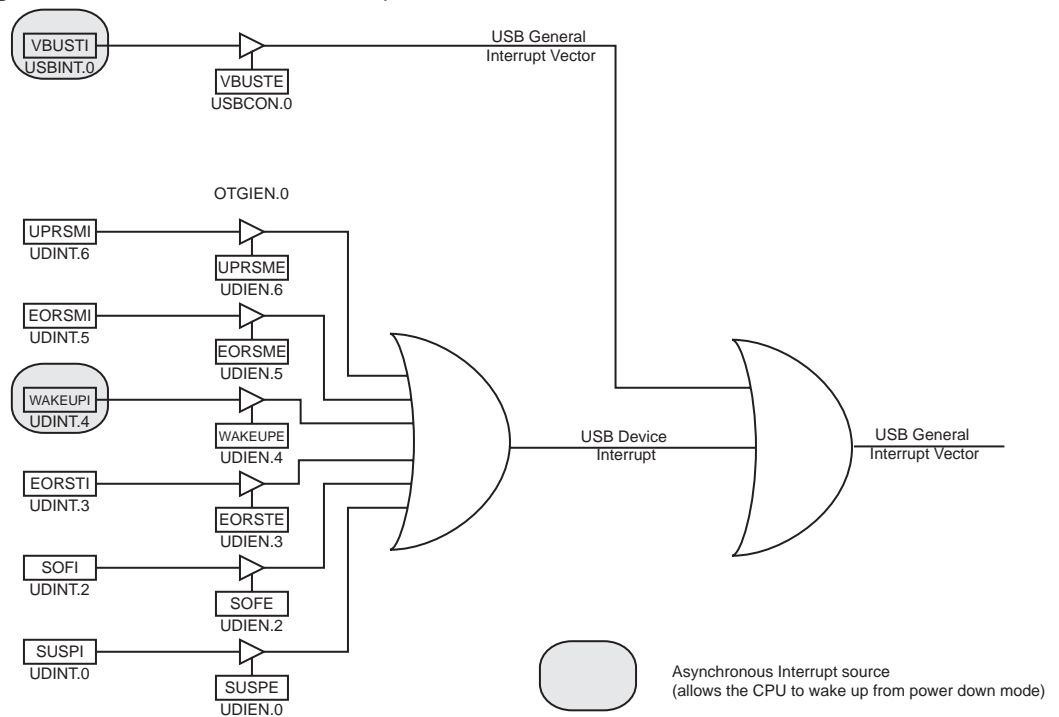 VBUSTI
USBINT.0
VBUSTE
USBCON.0
USB General
Interrupt Vector
OTGIEN.0
UPRSMI
UDINT.6
UPRSME
UDIEN.6
EORSMI
UDINT.5
EORSME
UDIEN.5
WAKEUPI
UDINT.4
WAKEUPE
UDIEN.4
EORSTI
UDINT.3
EORSTE
UDIEN.3
SOFI
UDINT.2
SOFE
UDIEN.2
SUSPI
UDINT.0
SUSPE
UDIEN.0
USB Device
Interrupt
USB General
Interrupt Vector
Asynchronous Interrupt source
(allows the CPU to wake up from power down mode)